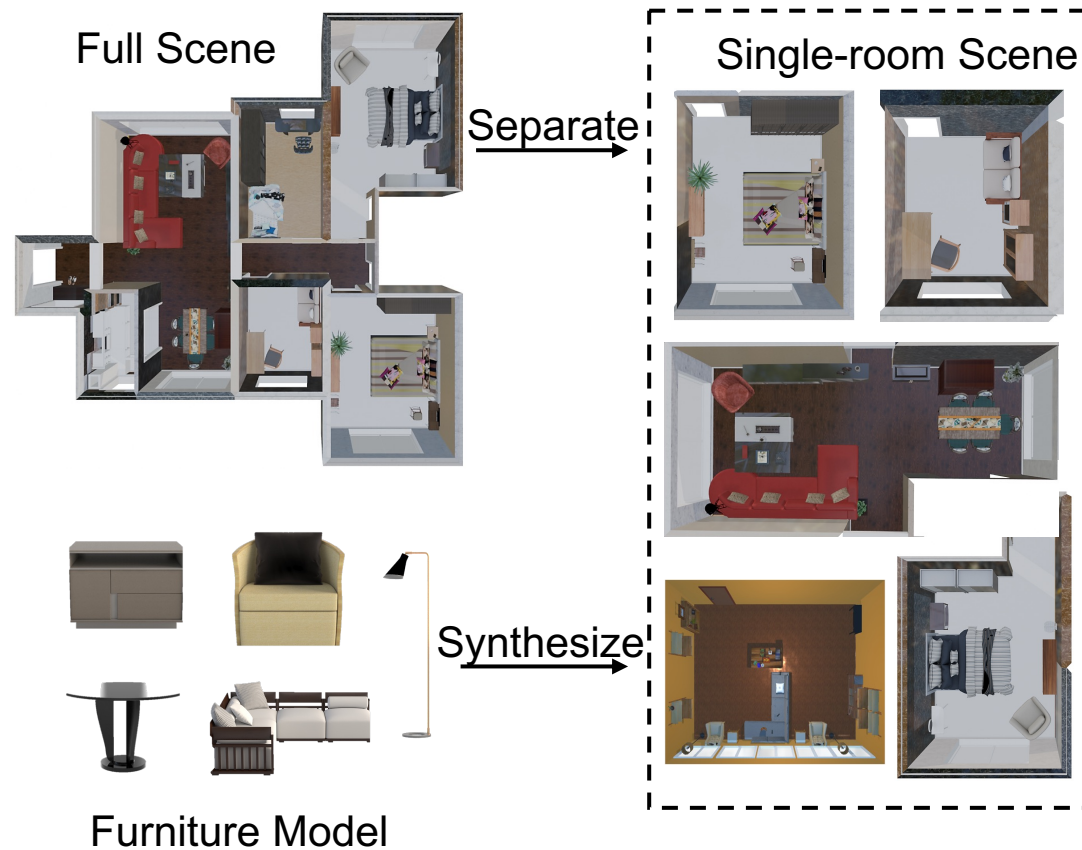 Full Scene
Single-room Scene
Separate
Synthesize
Furniture Model